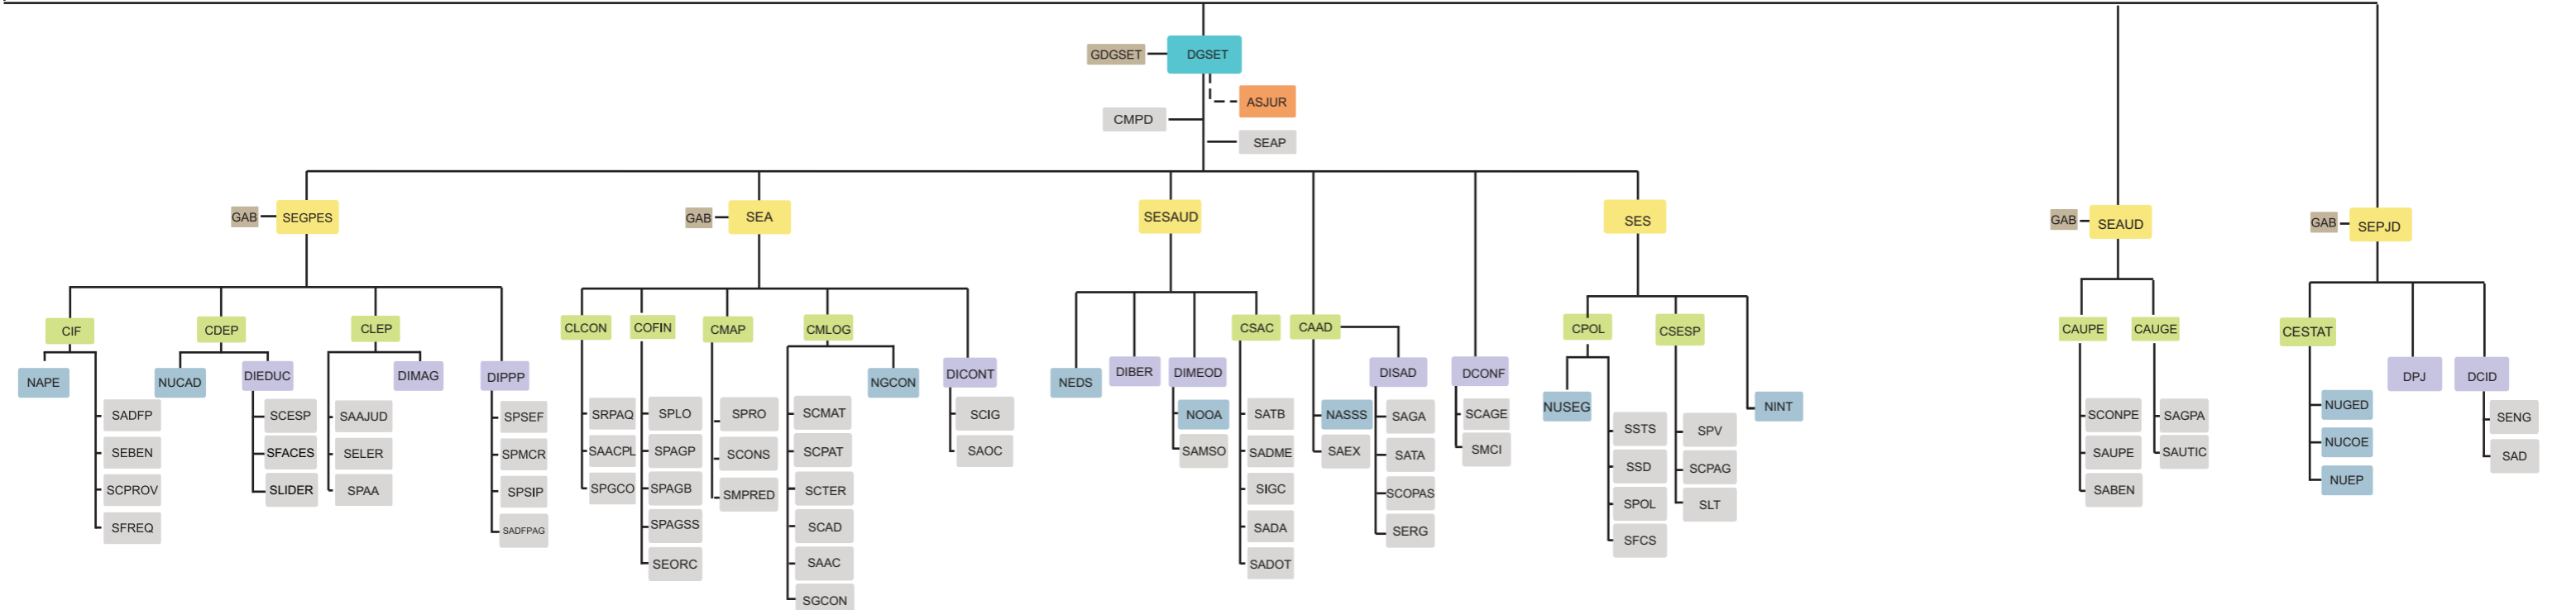 GDGSET
DGSET
ASJUR
CMPD
SEAP
GAB
SEGPES
GAB
SEA
SESAUD
SES
GAB
SEAUD
GAB
SEPJD
CIF
NAPE
SADFP
SEBEN
SCPROV
SFREQ
CDEP
NUCAD
DIEDUC
SCESP
SFACES
SLIDER
CLEP
DIMAG
SAAJUD
SELER
SPAA
DIPPP
SPSEF
SPMCR
SPSIP
SADFPAG
CLCON
SRPAQ
SAACPL
SPGCO
COFIN
SPLO
SPAGP
SPAGB
SPAGSS
SEORC
CMAP
SPRO
SCONS
SMPRED
CMLOG
NGCON
SCMAT
SCPAT
SCTER
SCAD
SAAC
SGCON
DICONT
SCIG
SAOC
NEDS
DIBER
DIMEOD
NOOA
SAMSO
CSAC
SATB
SADME
SIGC
SADA
SADOT
CAAD
NASSS
SAEX
DISAD
SAGA
SATA
SCOPAS
SERG
DCONF
SCAGE
SMCI
CPOL
NUSEG
SSTS
SSD
SPOL
SFCS
CSESP
SPV
SCPAG
SLT
NINT
CAUPE
SCONPE
SAUPE
SABEN
CAUGE
SAGPA
SAUTIC
CESTAT
NUGED
NUCOE
NUEP
DPJ
DCID
SENG
SAD